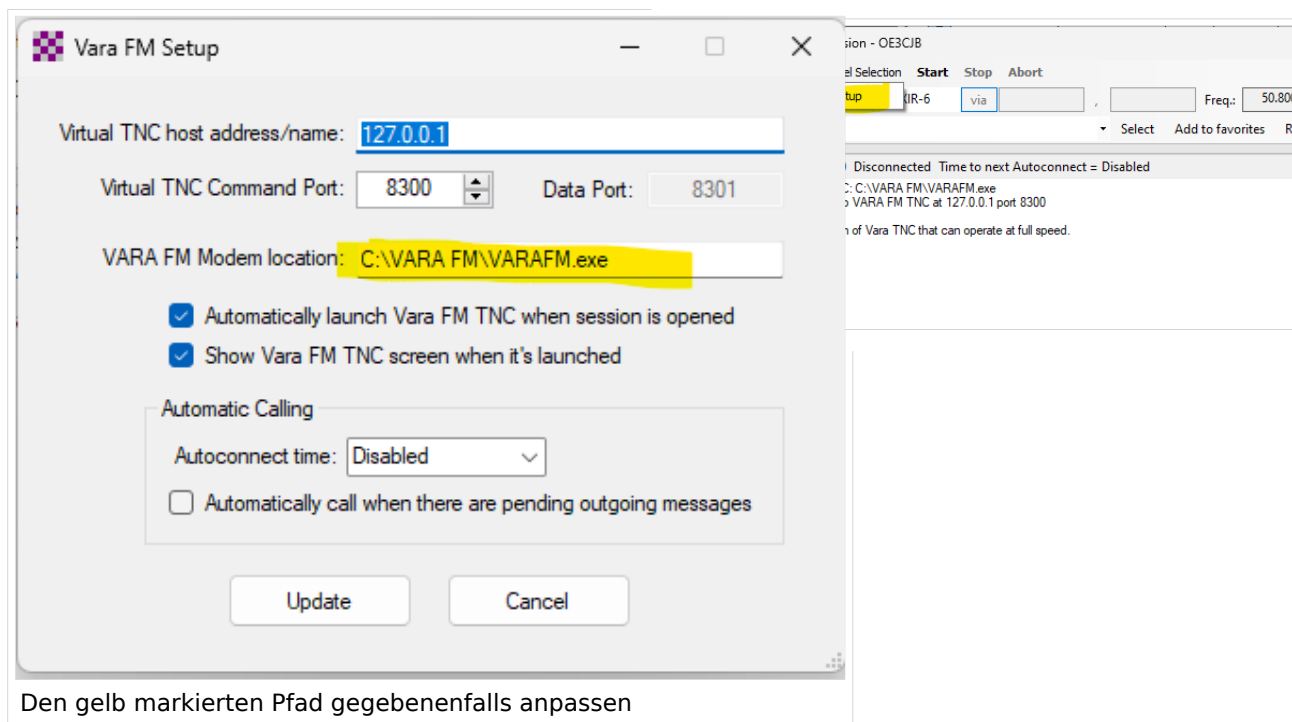 Vara FM Setup
Virtual TNC host address/name: 127.0.0.1
Virtual TNC Command Port: 8300 Data Port: 8301
VARA FM Modem location: C:\VARA FM\VARAFM.exe
Automatically launch Vara FM TNC when session is opened
Show Vara FM TNC screen when it's launched
Automatic Calling
Autoconnect time: Disabled
Automatically call when there are pending outgoing messages
Update Cancel
Den gelb markierten Pfad gegebenenfalls anpassen
sion - OE3CJB
el Selection Start Stop Abort
tup IR-6 via , Freq.: 50.800
Select Add to favorites R
Disconnected Time to next Autoconnect = Disabled
C: C:\VARA FM\VARAFM.exe
o VARA FM TNC at 127.0.0.1 port 8300
n of Vara TNC that can operate at full speed.